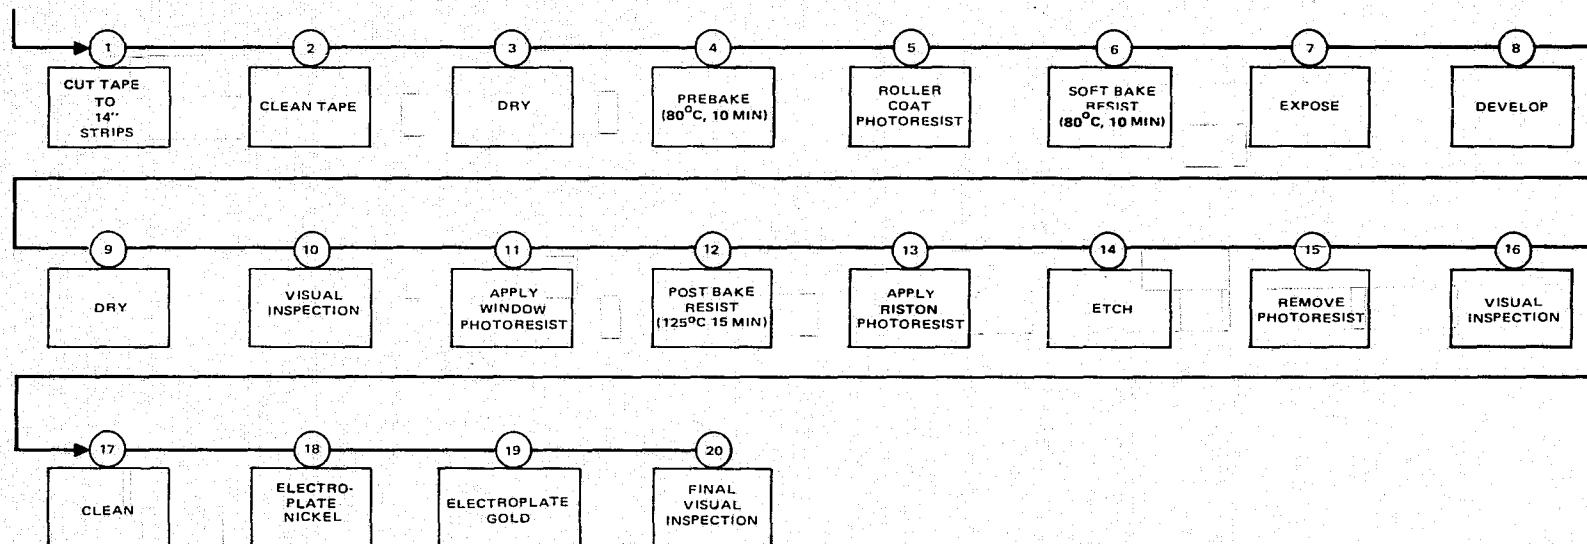 1
CUT TAPE
TO
14"
STRIPS
2
CLEAN TAPE
3
DRY
4
PREBAKE
(80°C, 10 MIN)
5
ROLLER
COAT
PHOTORESIST
6
SOFT BAKE
RESIST
(80°C, 10 MIN)
7
EXPOSE
8
DEVELOP
9
DRY
10
VISUAL
INSPECTION
11
APPLY
WINDOW
PHOTORESIST
12
POST BAKE
RESIST
(125°C 15 MIN)
13
APPLY
RISTON
PHOTORESIST
14
ETCH
15
REMOVE
PHOTORESIST
16
VISUAL
INSPECTION
17
CLEAN
18
ELECTRO-
PLATE
NICKEL
19
ELECTROPLATE
GOLD
20
FINAL
VISUAL
INSPECTION